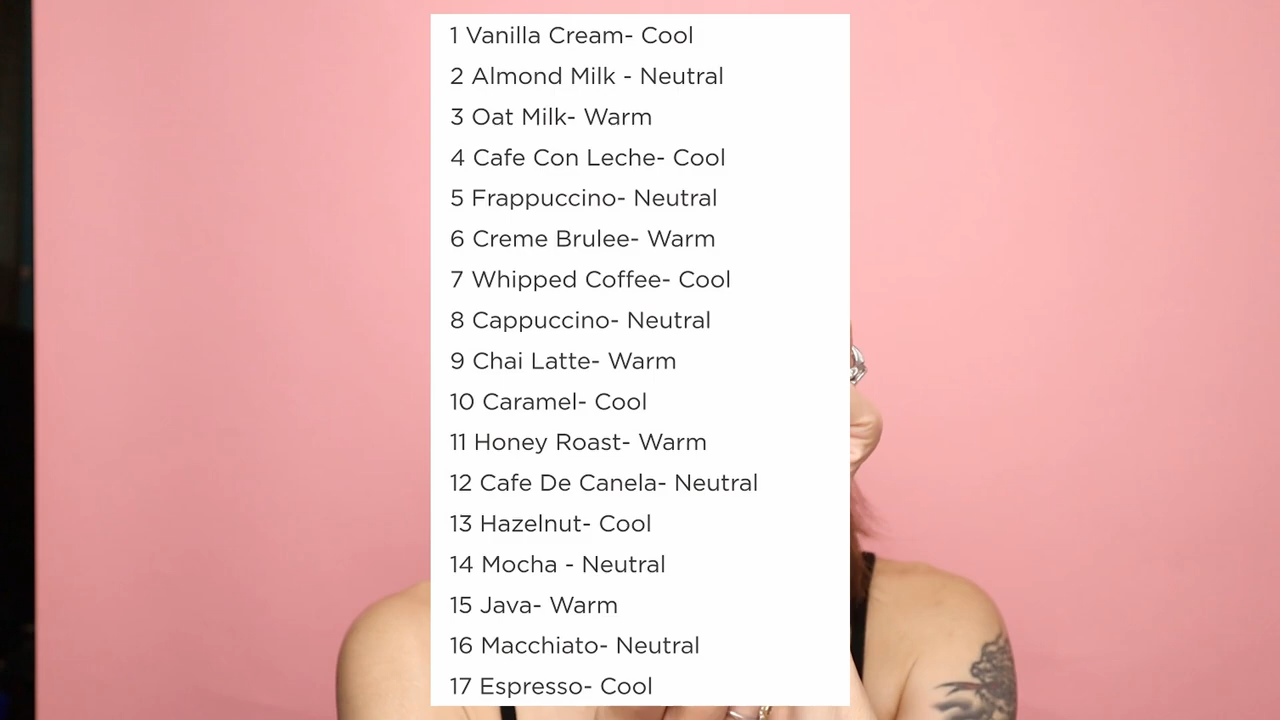 1 Vanilla Cream- Cool
2 Almond Milk - Neutral
3 Oat Milk- Warm
4 Cafe Con Leche- Cool
5 Frappuccino- Neutral
6 Creme Brulee- Warm
7 Whipped Coffee- Cool
8 Cappuccino- Neutral
9 Chai Latte- Warm
10 Caramel- Cool
11 Honey Roast- Warm
12 Cafe De Canela- Neutral
13 Hazelnut- Cool
14 Mocha - Neutral
15 Java- Warm
16 Macchiato- Neutral
17 Espresso- Cool